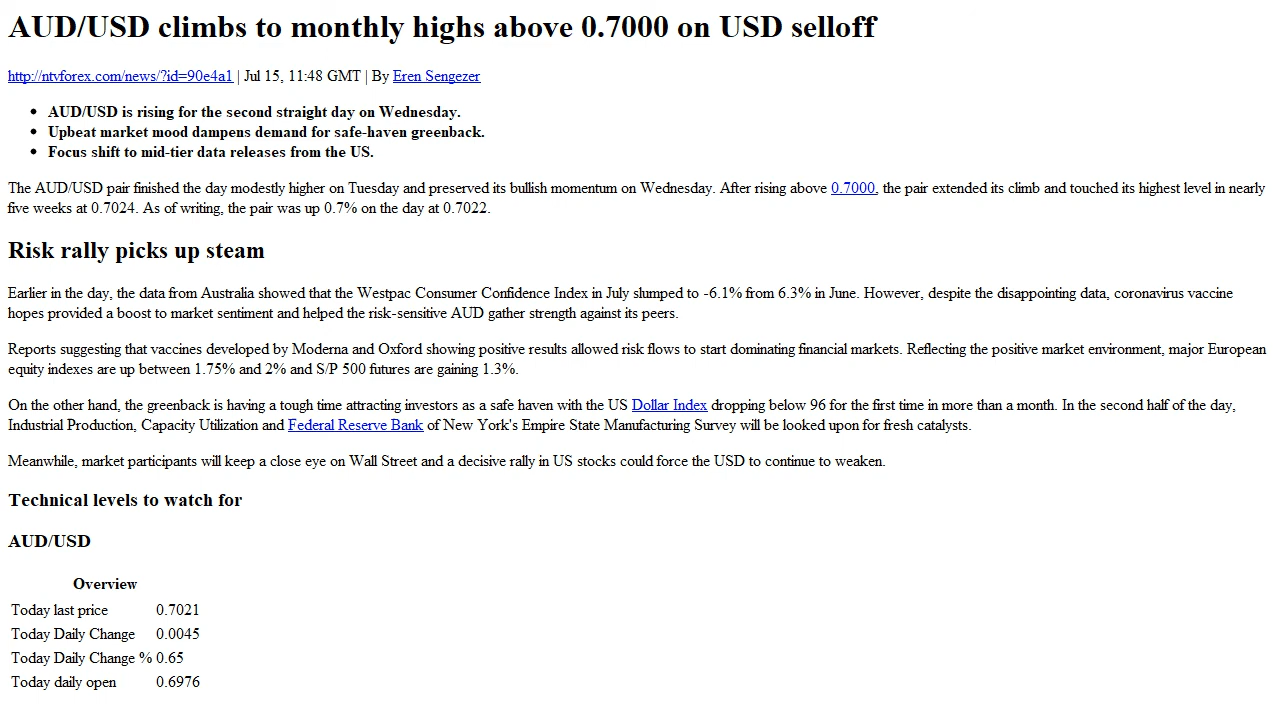 AUD/USD climbs to monthly highs above 0.7000 on USD selloff
http://ntvforex.com/news/?id=90e4a1 | Jul 15, 11:48 GMT | By Eren Sengezer
• AUD/USD is rising for the second straight day on Wednesday.
• Upbeat market mood dampens demand for safe-haven greenback.
• Focus shift to mid-tier data releases from the US.
The AUD/USD pair finished the day modestly higher on Tuesday and preserved its bullish momentum on Wednesday. After rising above 0.7000, the pair extended its climb and touched its highest level in nearly
five weeks at 0.7024. As of writing, the pair was up 0.7% on the day at 0.7022.
Risk rally picks up steam
Earlier in the day, the data from Australia showed that the Westpac Consumer Confidence Index in July slumped to -6.1% from 6.3% in June. However, despite the disappointing data, coronavirus vaccine
hopes provided a boost to market sentiment and helped the risk-sensitive AUD gather strength against its peers.
Reports suggesting that vaccines developed by Moderna and Oxford showing positive results allowed risk flows to start dominating financial markets. Reflecting the positive market environment, major European
equity indexes are up between 1.75% and 2% and S/P 500 futures are gaining 1.3%.
On the other hand, the greenback is having a tough time attracting investors as a safe haven with the US Dollar Index dropping below 96 for the first time in more than a month. In the second half of the day,
Industrial Production, Capacity Utilization and Federal Reserve Bank of New York's Empire State Manufacturing Survey will be looked upon for fresh catalysts.
Meanwhile, market participants will keep a close eye on Wall Street and a decisive rally in US stocks could force the USD to continue to weaken.
Technical levels to watch for
AUD/USD
Overview
Today last price 0.7021
Today Daily Change 0.0045
Today Daily Change % 0.65
Today daily open 0.6976